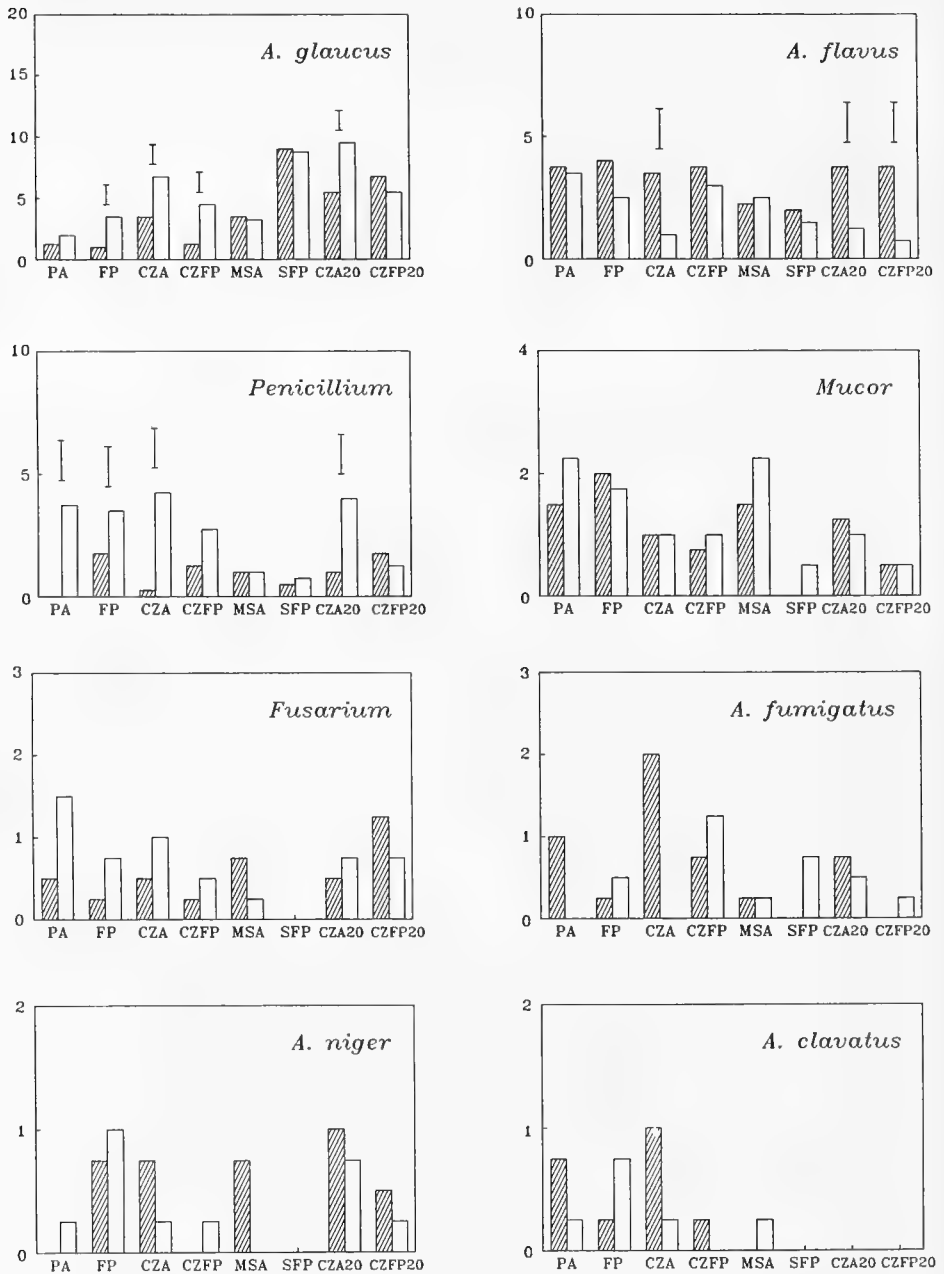 20
15
10
5
0
A. glaucus
PA FP CZA CZFP MSA SFP CZA20 CZFP20
10
5
0
A. flavus
PA FP CZA CZFP MSA SFP CZA20 CZFP20
10
5
0
Penicillium
PA FP CZA CZFP MSA SFP CZA20 CZFP20
4
2
0
Mucor
PA FP CZA CZFP MSA SFP CZA20 CZFP20
3
2
1
0
Fusarium
PA FP CZA CZFP MSA SFP CZA20 CZFP20
3
2
1
0
A. fumigatus
PA FP CZA CZFP MSA SFP CZA20 CZFP20
2
1
0
A. niger
PA FP CZA CZFP MSA SFP CZA20 CZFP20
2
1
0
A. clavatus
PA FP CZA CZFP MSA SFP CZA20 CZFP20